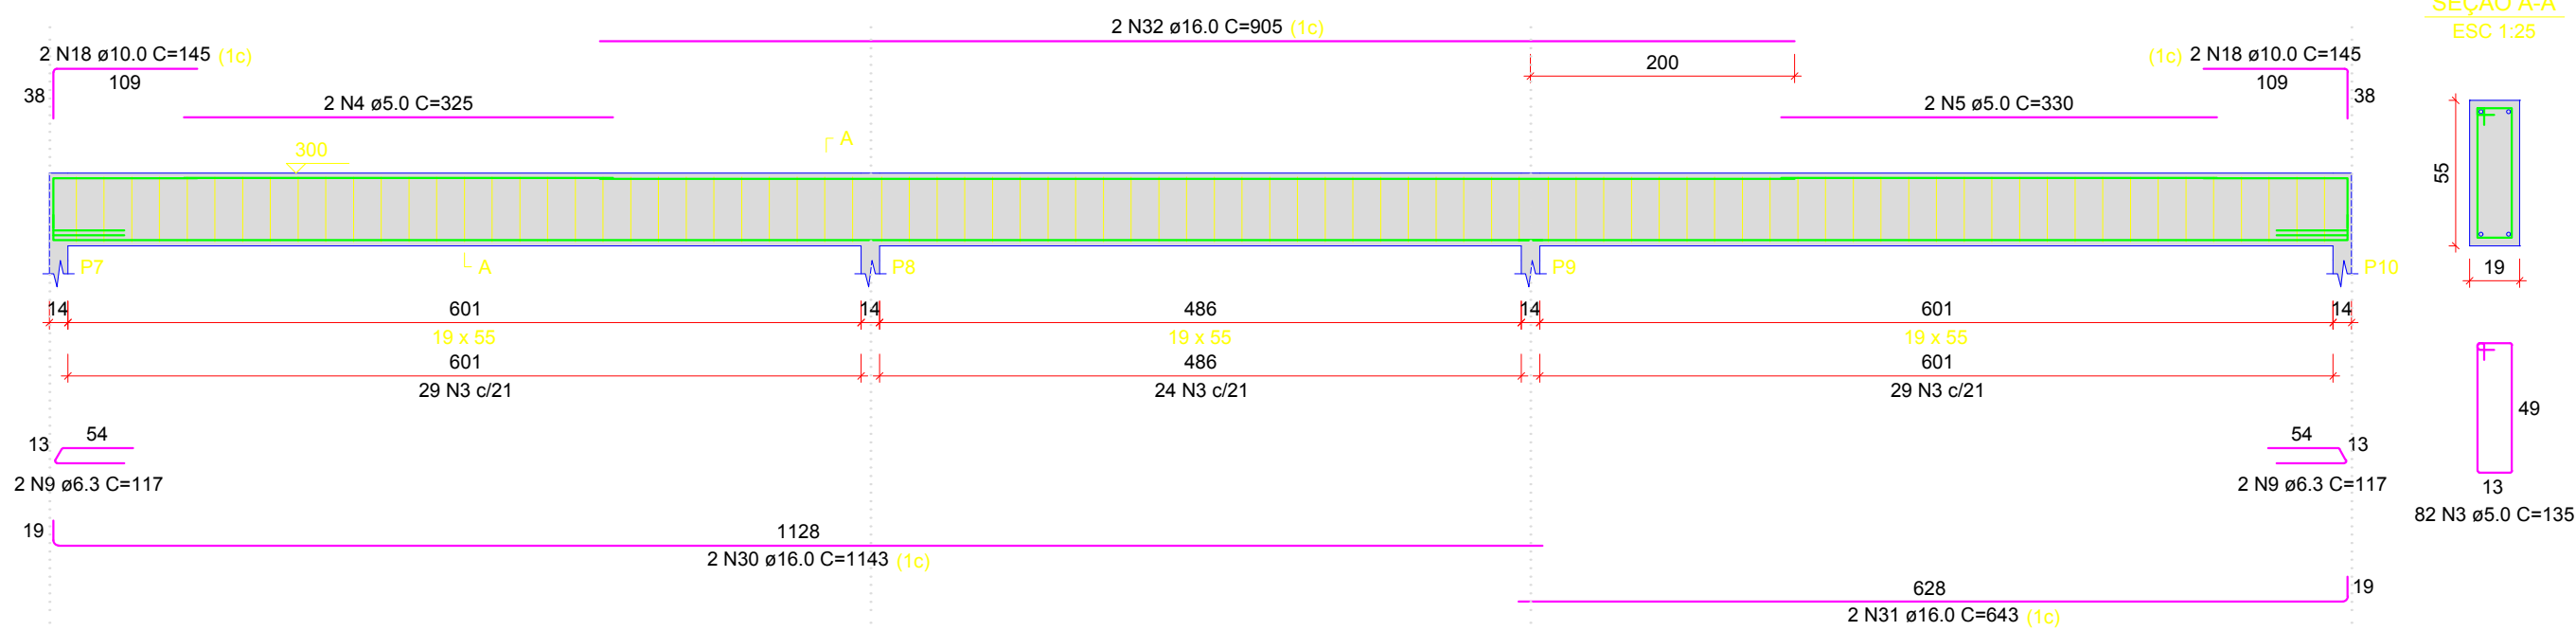 2 N32 ø16.0 C=905 (1c)
SEÇÃO A-A
ESC 1:25
2 N18 ø10.0 C=145 (1c)
(1c) 2 N18 ø10.0 C=145
109
200
109
38
38
2 N4 ø5.0 C=325
2 N5 ø5.0 C=330
A
300
55
A
P7
P8
P9
P10
19
14
601
14
486
14
601
14
19 x 55
19 x 55
19 x 55
601
486
601
29 N3 c/21
24 N3 c/21
29 N3 c/21
49
54
13
54
13
2 N9 ø6.3 C=117
2 N9 ø6.3 C=117
13
82 N3 ø5.0 C=135
19
1128
2 N30 ø16.0 C=1143 (1c)
628
19
2 N31 ø16.0 C=643 (1c)